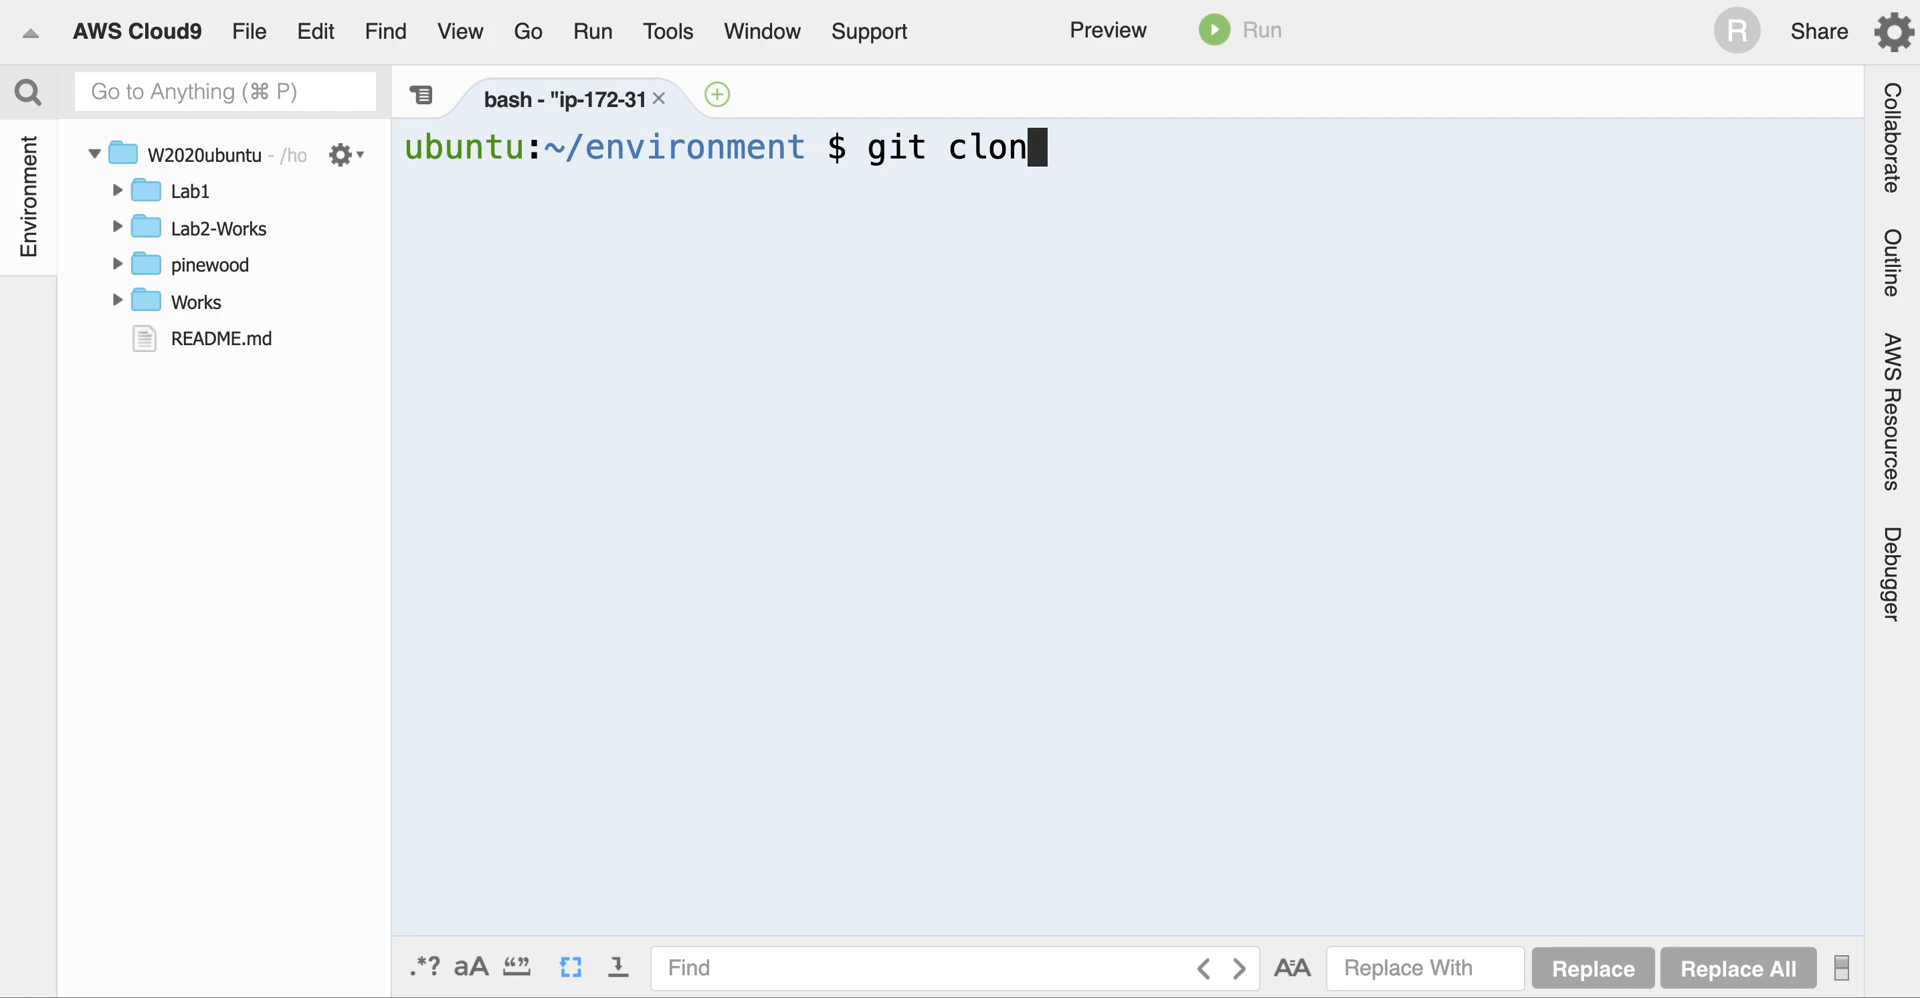 AWS Cloud9 File Edit Find View Go Run Tools Window Support Preview Run R Share
Go to Anything (⌘ P)
bash - "ip-172-31
Environment
W2020ubuntu - /ho
Lab1
Lab2-Works
pinewood
Works
README.md
ubuntu:~/environment $ git clon
Collaborate
Outline
AWS Resources
Debugger
.*? aA “” Find AA Replace With Replace Replace All